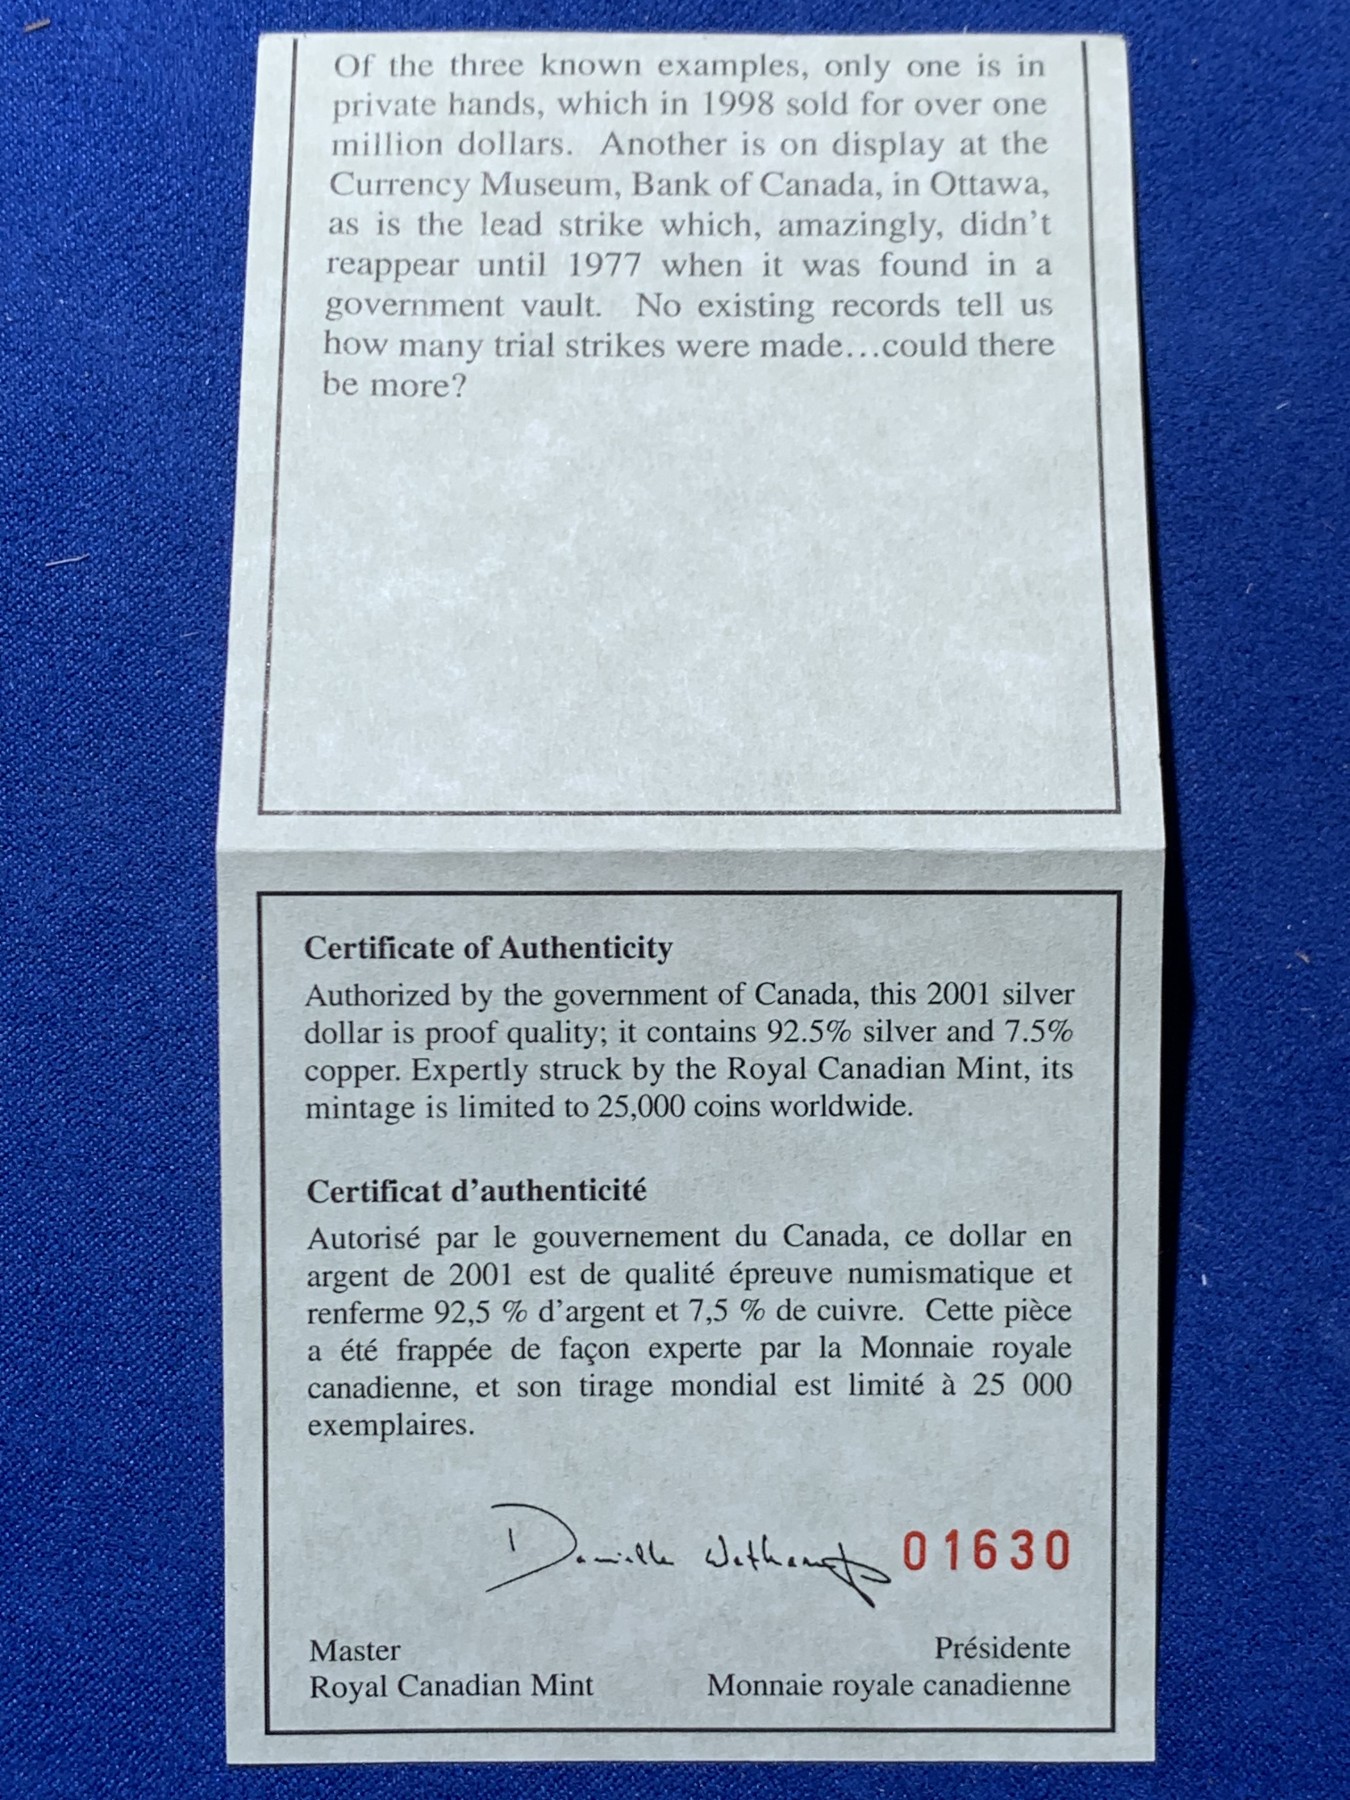 Of the three known examples, only one is in
private hands, which in 1998 sold for over one
million dollars. Another is on display at the
Currency Museum, Bank of Canada, in Ottawa,
as is the lead strike which, amazingly, didn't
reappear until 1977 when it was found in a
government vault. No existing records tell us
how many trial strikes were made...could there
be more?
Certificate of Authenticity
Authorized by the government of Canada, this 2001 silver
dollar is proof quality; it contains 92.5% silver and 7.5%
copper. Expertly struck by the Royal Canadian Mint, its
mintage is limited to 25,000 coins worldwide.
Certificat d'authenticité
Autorisé par le gouvernement du Canada, ce dollar en
argent de 2001 est de qualité épreuve numismatique et
renferme 92,5 % d'argent et 7,5 % de cuivre. Cette pièce
a été frappée de façon experte par la Monnaie royale
canadienne, et son tirage mondial est limité à 25 000
exemplaires.
Danielle 01630
Master Présidente
Royal Canadian Mint Monnaie royale canadienne